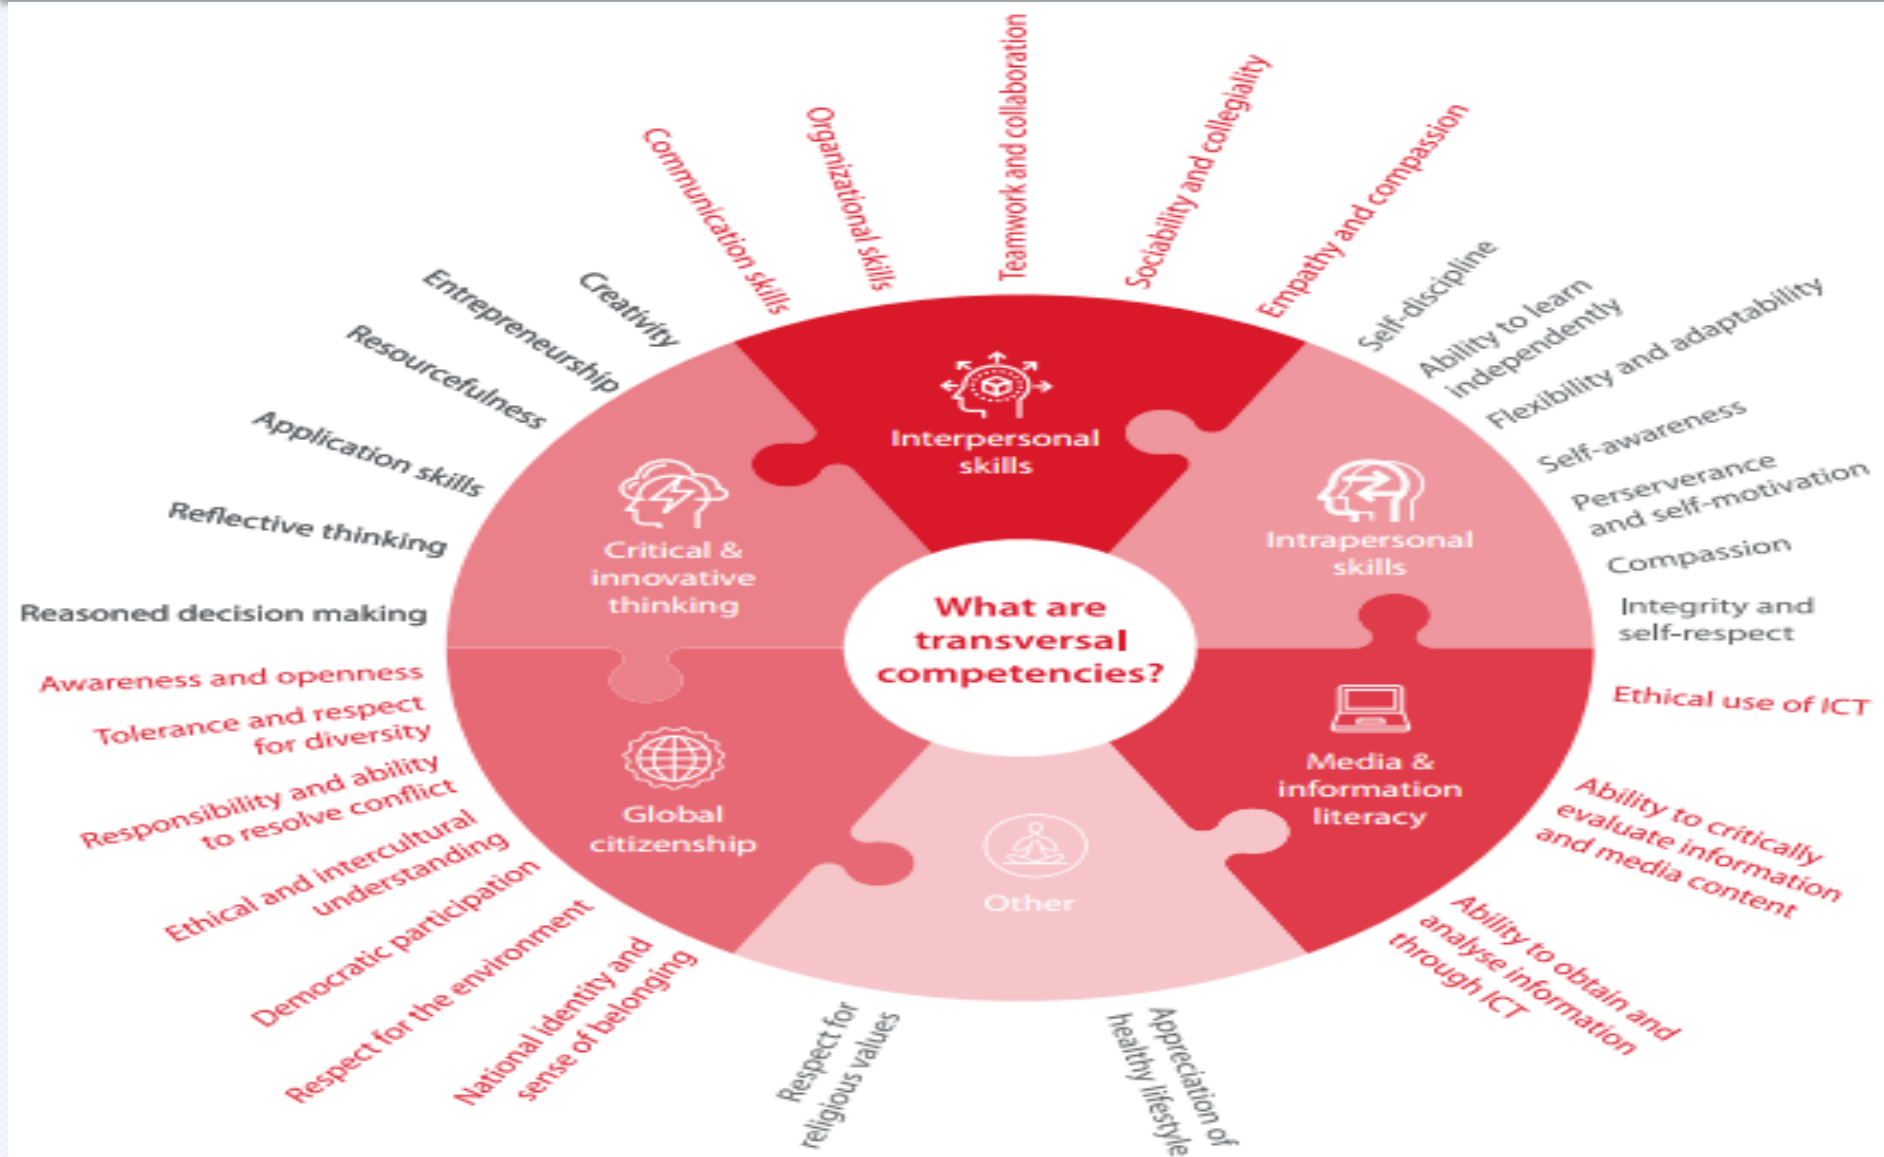 What are
transversal
competencies?
Interpersonal
skills
Communication skills
Organizational skills
Teamwork and collaboration
Sociability and collegiality
Empathy and compassion
Intrapersonal
skills
Self-discipline
Ability to learn
independently
Flexibility and adaptability
Self-awareness
Perserverance
and self-motivation
Compassion
Integrity and
self-respect
Media &
information
literacy
Ethical use of ICT
Ability to critically
evaluate information
and media content
Ability to obtain and
analyse information
through ICT
Other
Appreciation of
healthy lifestyle
Respect for
religious values
Global
citizenship
National identity and
sense of belonging
Respect for the environment
Democratic participation
Ethical and intercultural
understanding
Responsibility and ability
to resolve conflict
Tolerance and respect
for diversity
Awareness and openness
Critical &
innovative
thinking
Reasoned decision making
Reflective thinking
Application skills
Resourcefulness
Entrepreneurship
Creativity